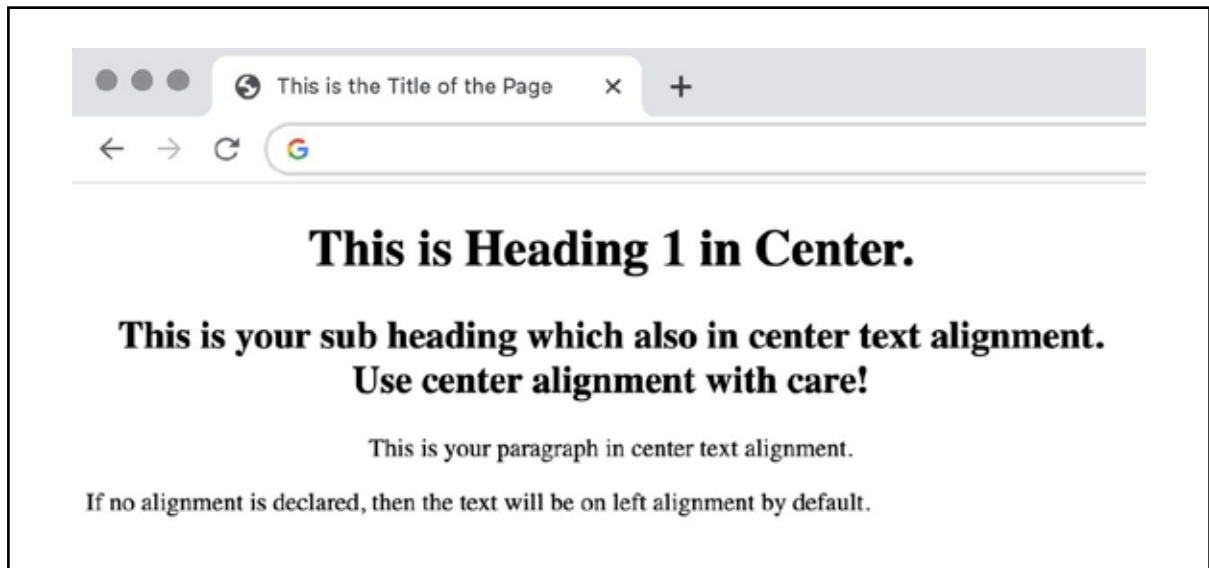 This is the Title of the Page
This is Heading 1 in Center.
This is your sub heading which also in center text alignment.
Use center alignment with care!
This is your paragraph in center text alignment.
If no alignment is declared, then the text will be on left alignment by default.